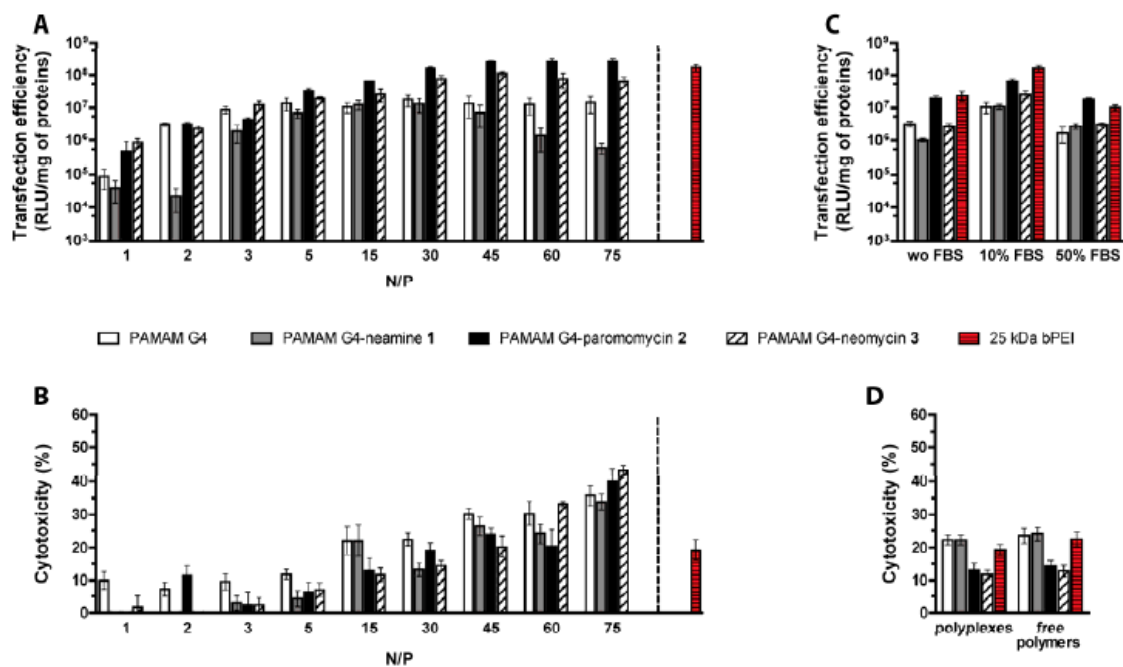 A
Transfection efficiency
(RLU/mg of proteins)
10⁹
10⁸
10⁷
10⁶
10⁵
10⁴
10³
1 2 3 5 15 30 45 60 75
N/P
C
Transfection efficiency
(RLU/mg of proteins)
10⁹
10⁸
10⁷
10⁶
10⁵
10⁴
10³
wo FBS 10% FBS 50% FBS
PAMAM G4 PAMAM G4-neamine 1 PAMAM G4-paromomycin 2 PAMAM G4-neomycin 3 25 kDa bPEI
B
Cytotoxicity (%)
60
50
40
30
20
10
0
1 2 3 5 15 30 45 60 75
N/P
D
Cytotoxicity (%)
60
50
40
30
20
10
0
polyplexes free
polymers